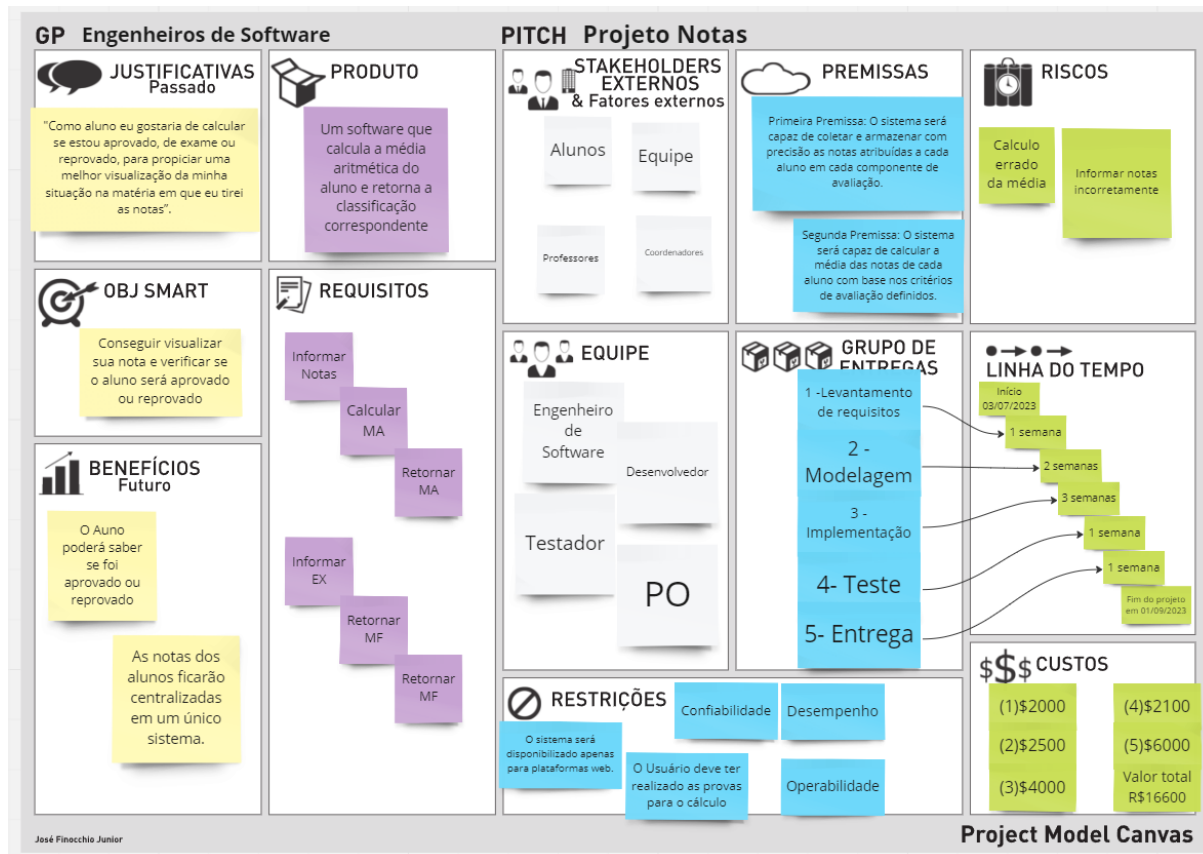 GP Engenheiros de Software
PITCH Projeto Notas
JUSTIFICATIVAS
Passado
"Como aluno eu gostaria de calcular
se estou aprovado, de exame ou
reprovado, para propiciar uma
melhor visualização da minha
situação na matéria em que eu tirei
as notas".
PRODUTO
Um software que
calcula a média
aritmética do
aluno e retorna a
classificação
correspondente
STAKEHOLDERS
EXTERNOS
& Fatores externos
Alunos
Equipe
Professores
Coordenadores
PREMISSAS
Primeira Premissa: O sistema será
capaz de coletar e armazenar com
precisão as notas atribuídas a cada
aluno em cada componente de
avaliação.
Segunda Premissa: O sistema
será capaz de calcular a
média das notas de cada
aluno com base nos critérios
de avaliação definidos.
RISCOS
Calculo
errado
da média
Informar notas
incorretamente
OBJ SMART
Conseguir visualizar
sua nota e verificar se
o aluno será aprovado
ou reprovado
REQUISITOS
Informar
Notas
Calcular
MA
Retornar
MA
Informar
EX
Retornar
MF
Retornar
MF
EQUIPE
Engenheiro
de
Software
Desenvolvedor
Testador
PO
GRUPO DE
ENTREGAS
1 -Levantamento
de requisitos
2 -
Modelagem
3 -
Implementação
4- Teste
5- Entrega
LINHA DO TEMPO
Início
03/07/2023
1 semana
2 semanas
3 semanas
1 semana
1 semana
Fim do projeto
em 01/09/2023
BENEFÍCIOS
Futuro
O Auno
poderá saber
se foi
aprovado ou
reprovado
As notas dos
alunos ficarão
centralizadas
em um único
sistema.
RESTRIÇÕES
Confiabilidade
Desempenho
O sistema será
disponibilizado apenas
para plataformas web.
O Usuário deve ter
realizado as provas
para o cálculo
Operabilidade
$$$ CUSTOS
(1)$2000
(4)$2100
(2)$2500
(5)$6000
(3)$4000
Valor total
R$16600
José Finocchio Junior
Project Model Canvas